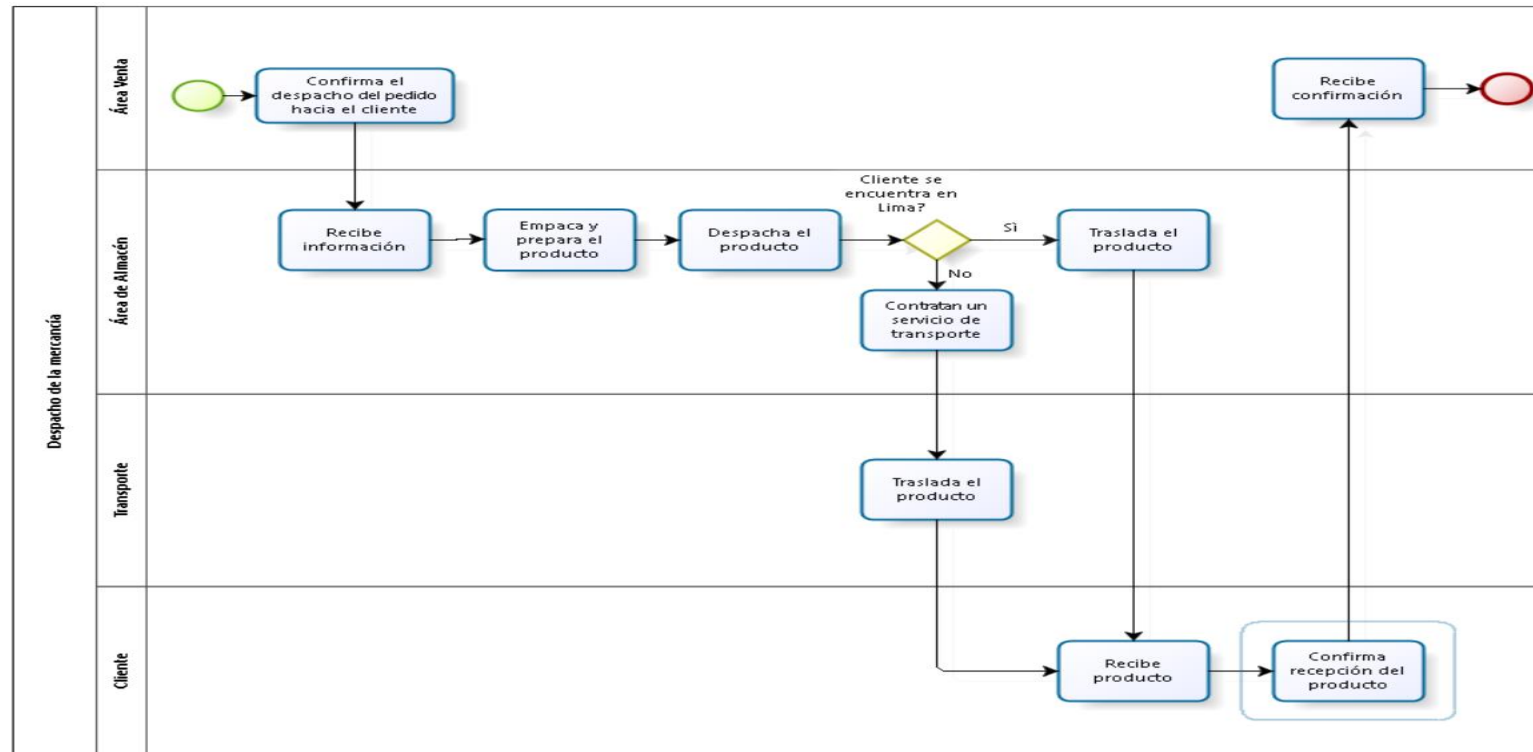 Despacho de la mercancía
Área Venta
Confirma el
despacho del pedido
hacia el cliente
Recibe
confirmación
Área de Almacén
Recibe
información
Empaca y
prepara el
producto
Despacha el
producto
Cliente se
encuentra en
Lima?
Sì
Traslada el
producto
No
Contratan un
servicio de
transporte
Transporte
Traslada el
producto
Cliente
Recibe
producto
Confirma
recepción del
producto